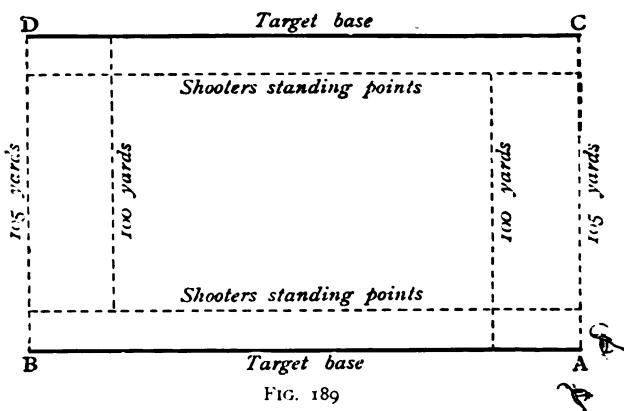 D Target base C
Shooters standing points
105 yards
100 yards
100 yards
105 yards
Shooters standing points
B Target base A
FIG. 189